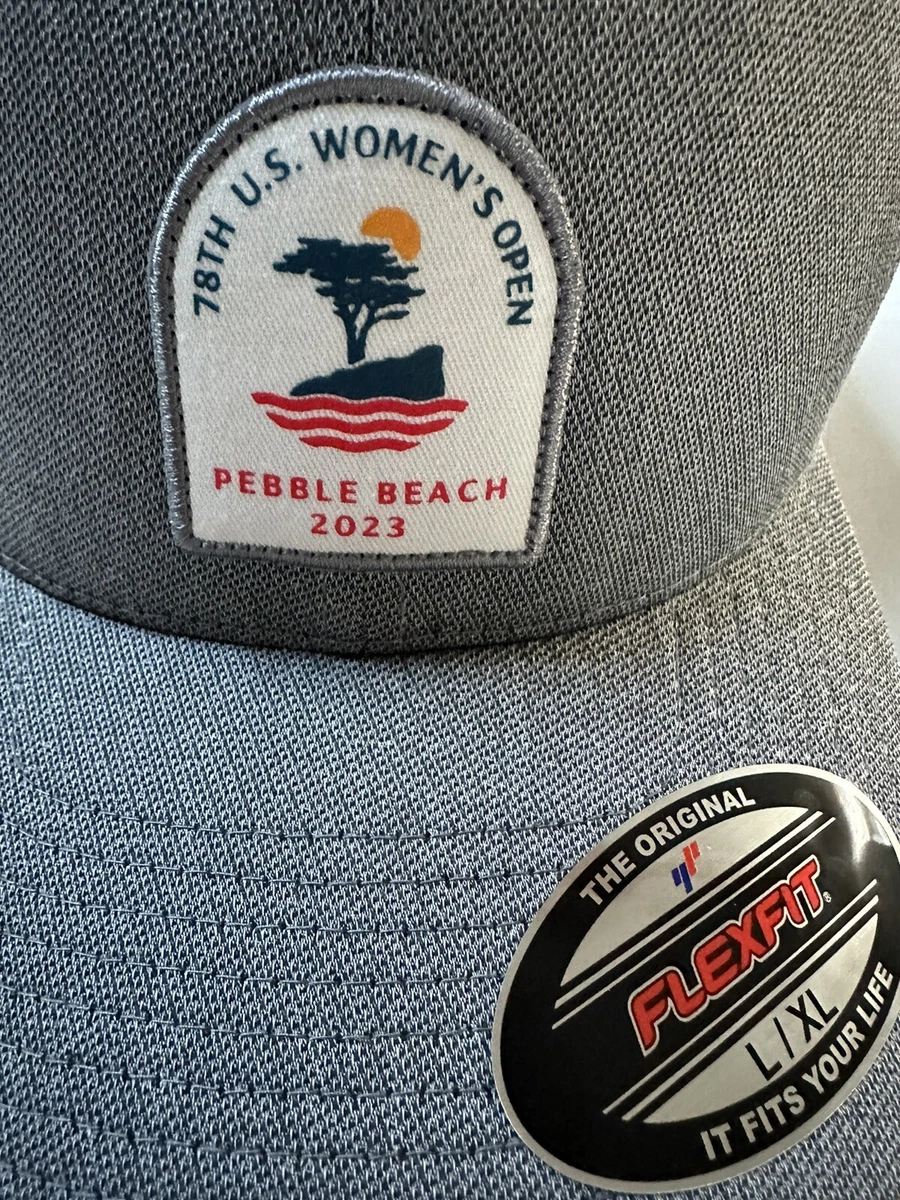 78TH U.S. WOMEN'S OPEN
PEBBLE BEACH
2023
THE ORIGINAL
FLEXFIT®
L/XL
IT FITS YOUR LIFE